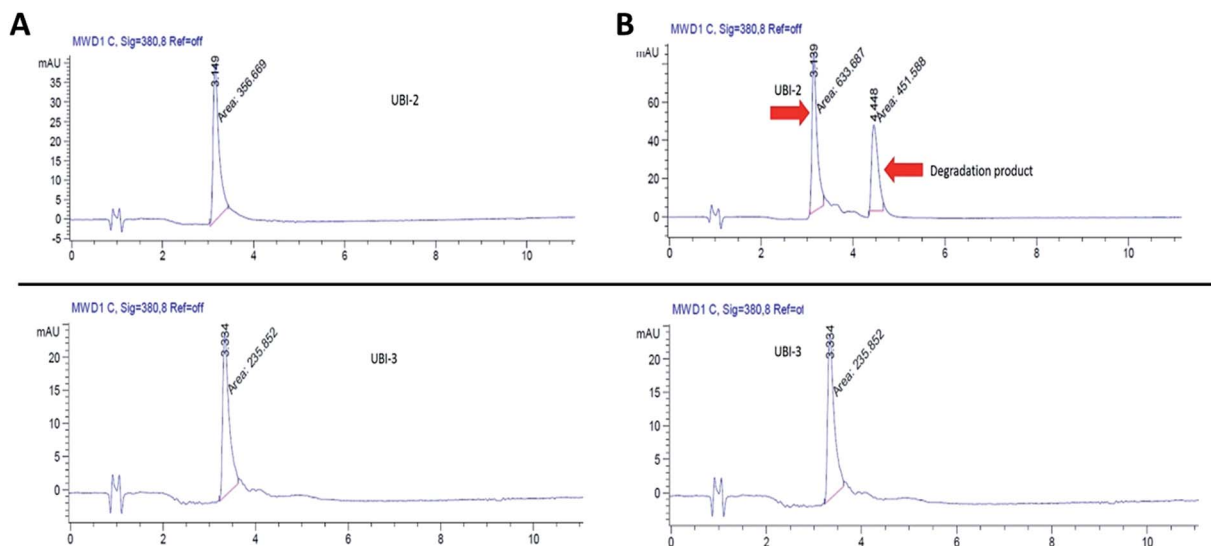 A
MWD1 C, Sig=380,8 Ref=off
mAU
35
30
25
20
15
10
5
0
-5
3.149
Area: 356.669
UBI-2
0 2 4 6 8 10
B
MWD1 C, Sig=380,8 Ref=off
mAU
60
40
20
0
3.139
Area: 633.687
4.448
Area: 451.588
UBI-2
Degradation product
0 2 4 6 8 10
MWD1 C, Sig=380,8 Ref=off
mAU
20
15
10
5
0
3.334
Area: 235.852
UBI-3
0 2 4 6 8 10
MWD1 C, Sig=380,8 Ref=of
mAU
20
15
10
5
0
3.334
Area: 235.852
UBI-3
0 2 4 6 8 10